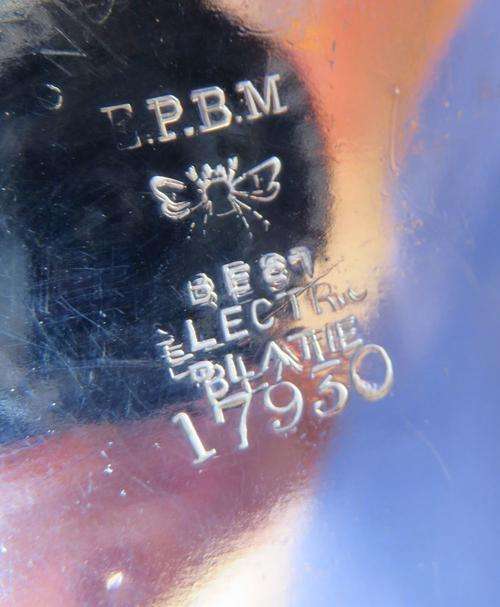 E.P.B.M
BEST
ELECTRO
PLATE
17930